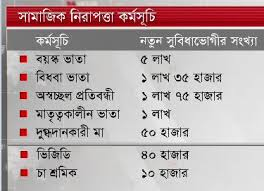 সামাজিক নিরাপত্তা কর্মসূচি
কর্মসূচি নতুন সুবিধাভোগীর সংখ্যা
বয়স্ক ভাতা ৫ লাখ
বিধবা ভাতা ১ লাখ ৩৫ হাজার
অস্বচ্ছল প্রতিবন্ধী ১ লাখ ৭৫ হাজার
মাতৃত্বকালীন ভাতা ১ লাখ
দুগ্ধদানকারী মা ৫০ হাজার
ভিজিডি ৪০ হাজার
চা শ্রমিক ১০ হাজার